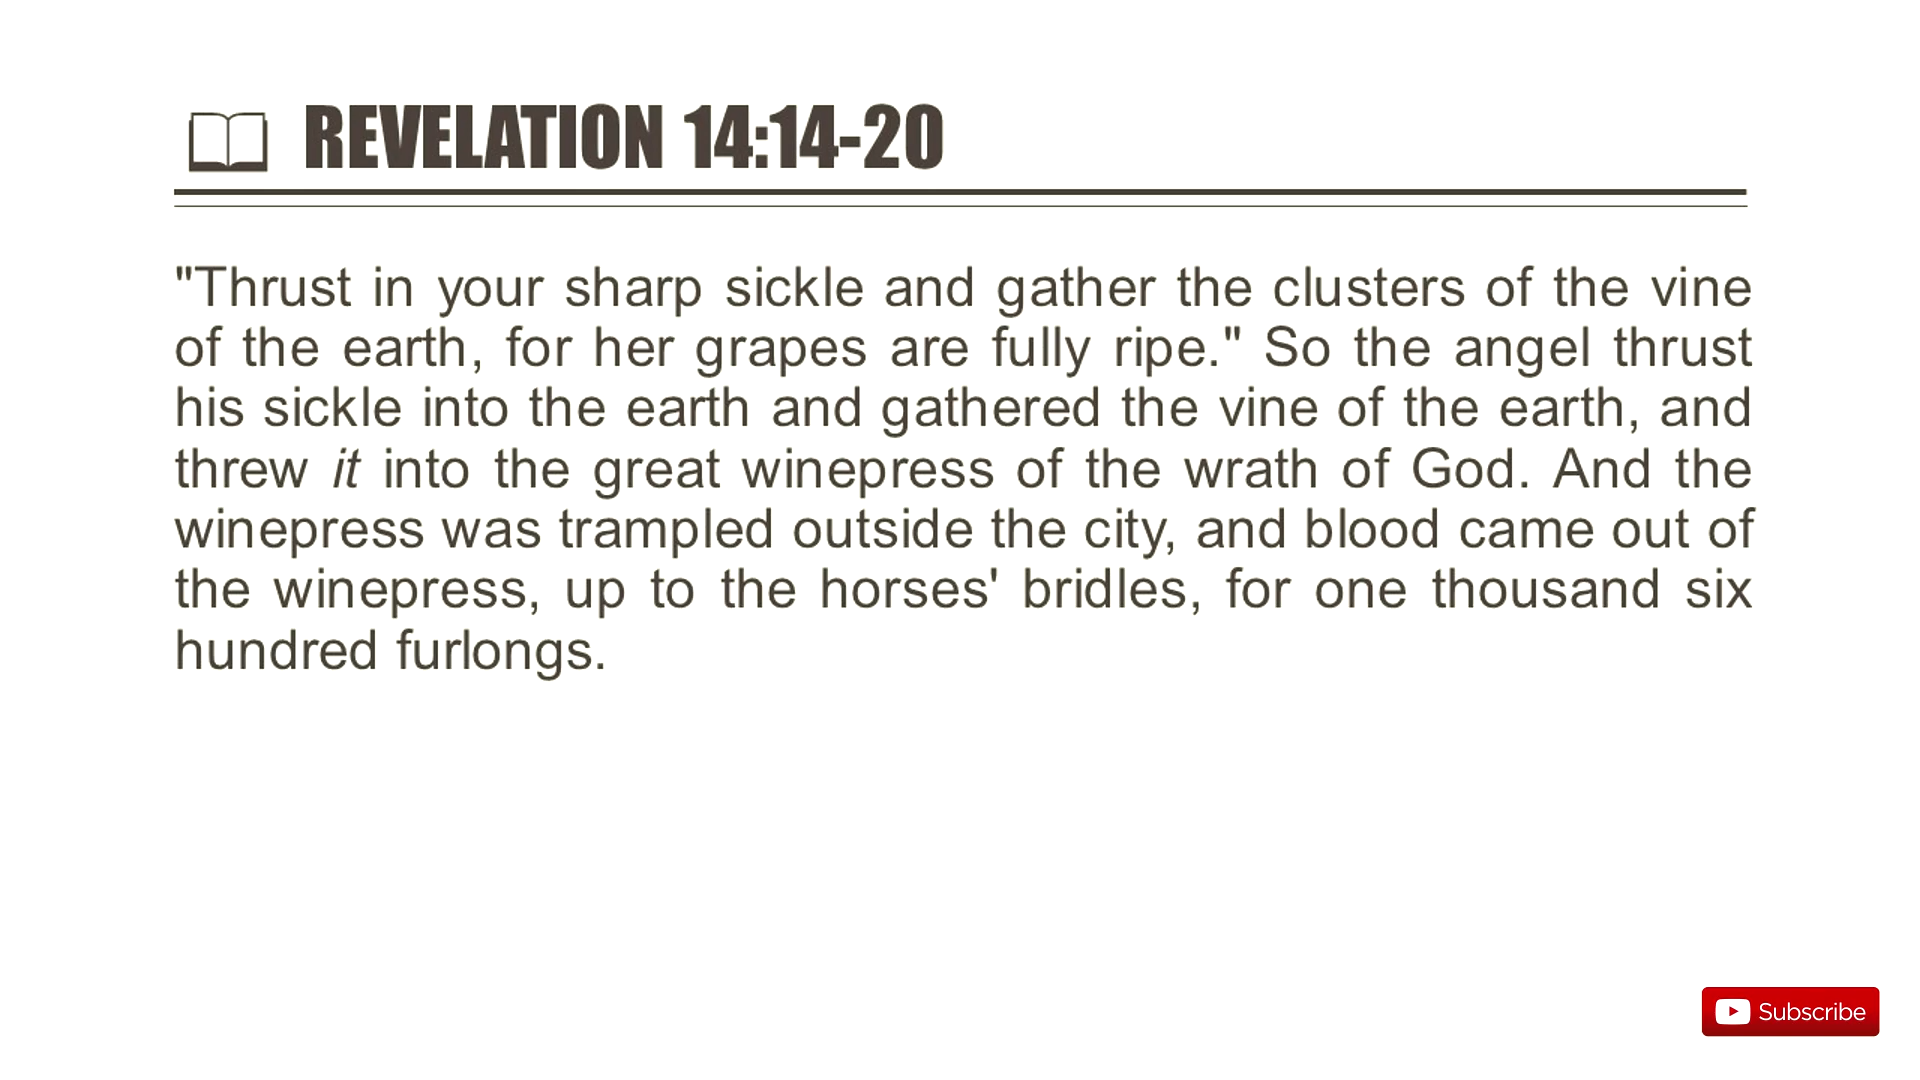 REVELATION 14:14-20
"Thrust in your sharp sickle and gather the clusters of the vine
of the earth, for her grapes are fully ripe." So the angel thrust
his sickle into the earth and gathered the vine of the earth, and
threw it into the great winepress of the wrath of God. And the
winepress was trampled outside the city, and blood came out of
the winepress, up to the horses' bridles, for one thousand six
hundred furlongs.
Subscribe